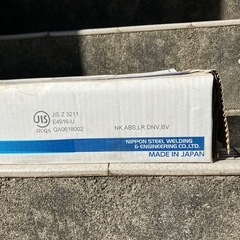 JIS
JICQA
JIS Z 3211
E4916-U
QA0618002
NK,ABS,LR,DNV,BV
NIPPON STEEL WELDING
& ENGINEERING CO.,LTD.
MADE IN JAPAN